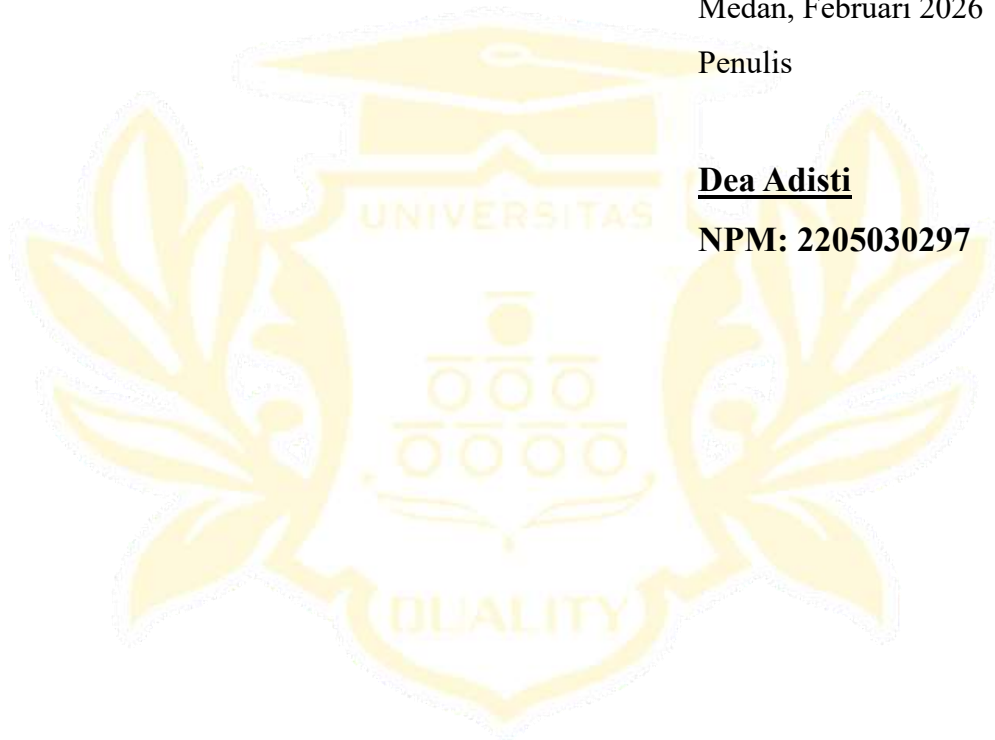 Medan, Februari 2026
Penulis
Dea Adisti
NPM: 2205030297
UNIVERSITAS
QUALITY